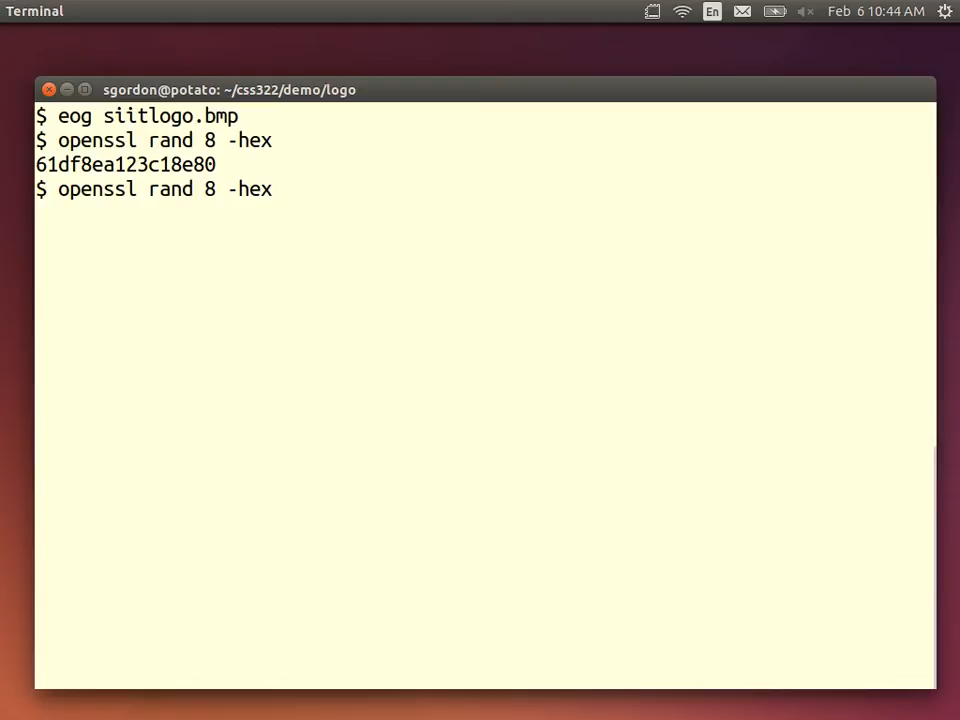 Terminal
En
Feb 6 10:44 AM
sgordon@potato: ~/css322/demo/logo
$ eog siitlogo.bmp
$ openssl rand 8 -hex
61df8ea123c18e80
$ openssl rand 8 -hex